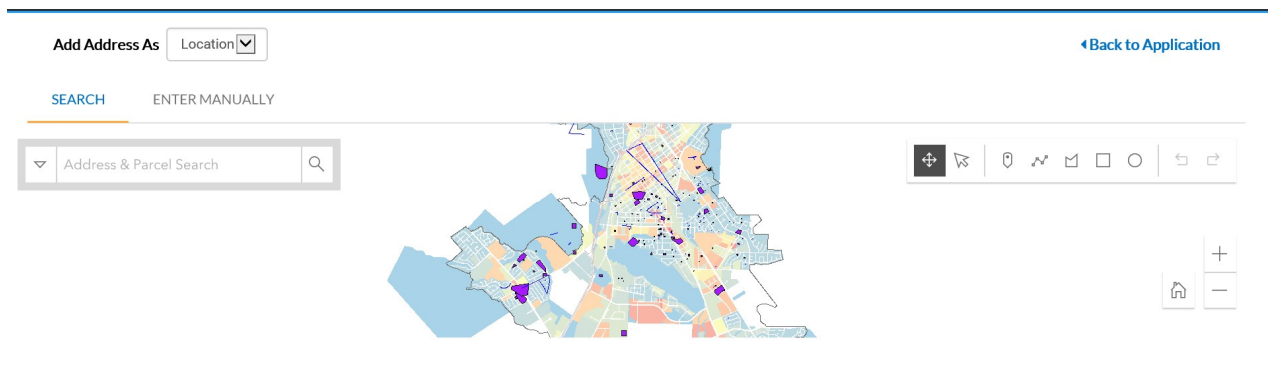 Add Address As Location Back to Application
SEARCH ENTER MANUALLY
Address & Parcel Search